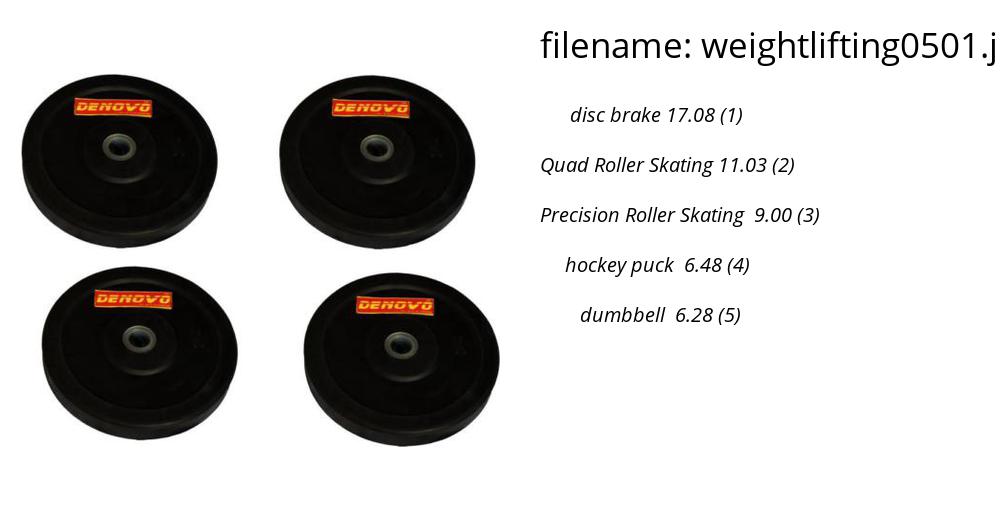 filename: weightlifting0501.j
disc brake 17.08 (1)
Quad Roller Skating 11.03 (2)
Precision Roller Skating 9.00 (3)
hockey puck 6.48 (4)
dumbbell 6.28 (5)
DENOVO
DENOVO
DENOVO
DENOVO